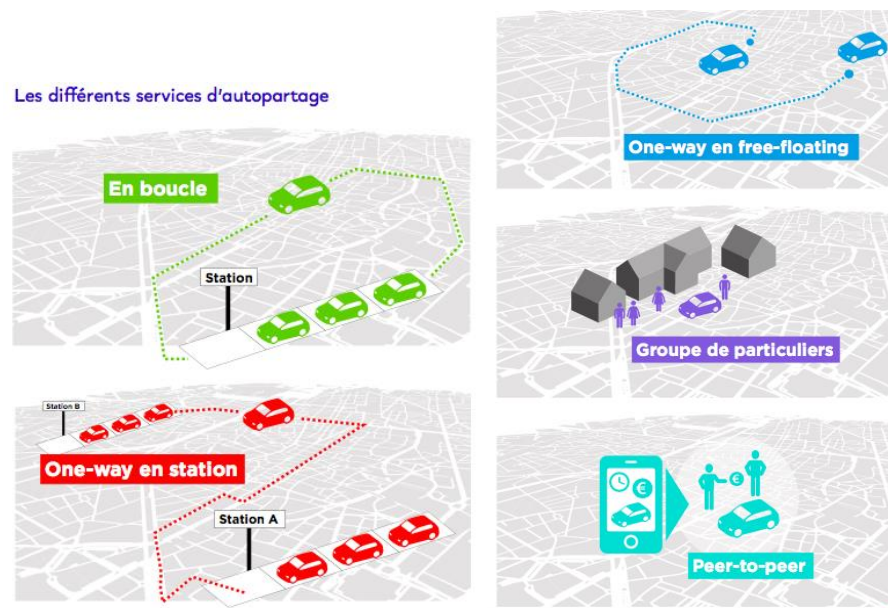 Les différents services d'autopartage
En boucle
Station
Station B
One-way en station
Station A
One-way en free-floating
Groupe de particuliers
€
€
Peer-to-peer